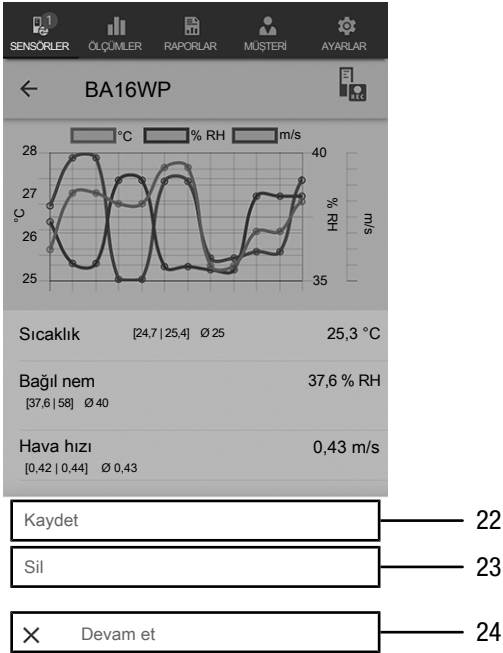 1
SENSÖRLER ÖLÇÜMLER RAPORLAR MÜŞTERİ AYARLAR
BA16WP
REC
°C % RH m/s
28 40
27
26
25 35
°C
% RH
m/s
Sıcaklık [24,7 | 25,4] Ø 25 25,3 °C
Bağıl nem 37,6 % RH
[37,6 | 58] Ø 40
Hava hızı 0,43 m/s
[0,42 | 0,44] Ø 0,43
Kaydet 22
Sil 23
Devam et 24